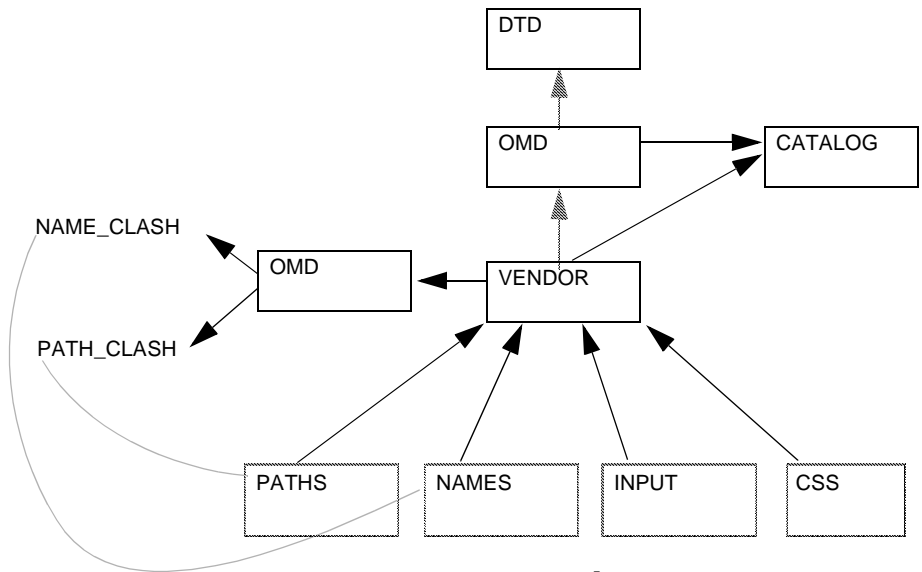 DTD
OMD
CATALOG
NAME_CLASH
OMD
VENDOR
PATH_CLASH
PATHS
NAMES
INPUT
CSS